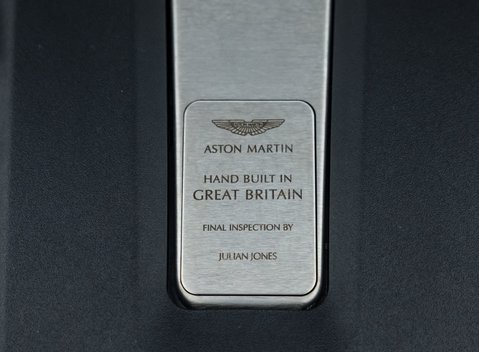 ASTON MARTIN
HAND BUILT IN
GREAT BRITAIN
FINAL INSPECTION BY
JULIAN JONES